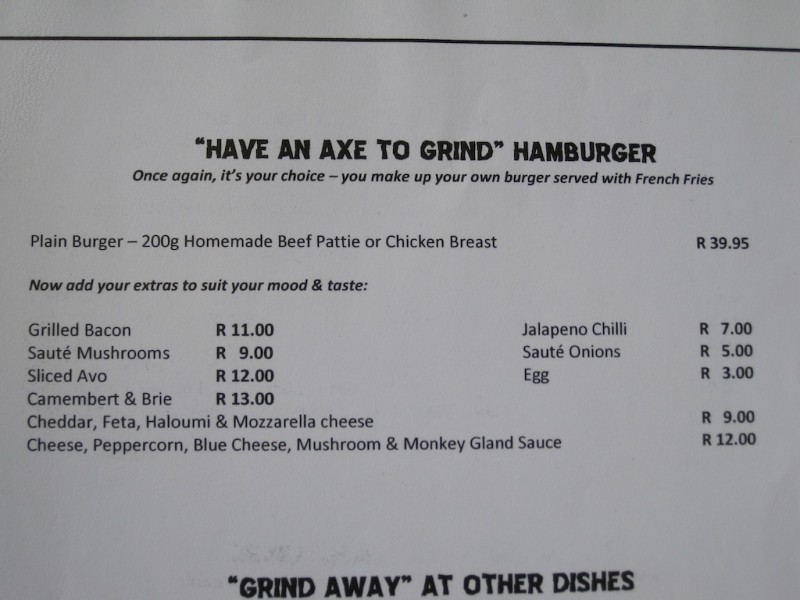 "HAVE AN AXE TO GRIND" HAMBURGER
Once again, it's your choice – you make up your own burger served with French Fries
Plain Burger – 200g Homemade Beef Pattie or Chicken Breast R 39.95
Now add your extras to suit your mood & taste:
Grilled Bacon R 11.00 Jalapeno Chilli R 7.00
Sauté Mushrooms R 9.00 Sauté Onions R 5.00
Sliced Avo R 12.00 Egg R 3.00
Camembert & Brie R 13.00
Cheddar, Feta, Haloumi & Mozzarella cheese R 9.00
Cheese, Peppercorn, Blue Cheese, Mushroom & Monkey Gland Sauce R 12.00
"GRIND AWAY" AT OTHER DISHES